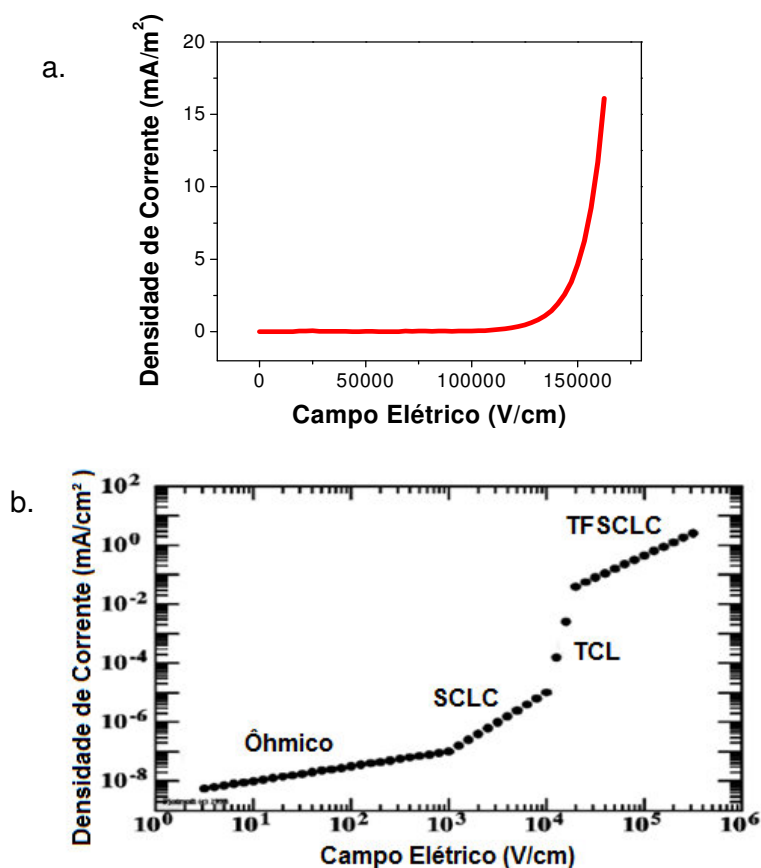 a.
Densidade de Corrente (mA/m²)
20
15
10
5
0
0 50000 100000 150000
Campo Elétrico (V/cm)
b.
Densidade de Corrente (mA/cm²)
10² 
10⁰
10⁻²
10⁻⁴
10⁻⁶
10⁻⁸
TFSCLC
TCL
SCLC
Ôhmico
10⁰ 10¹ 10² 10³ 10⁴ 10⁵ 10⁶
Campo Elétrico (V/cm)